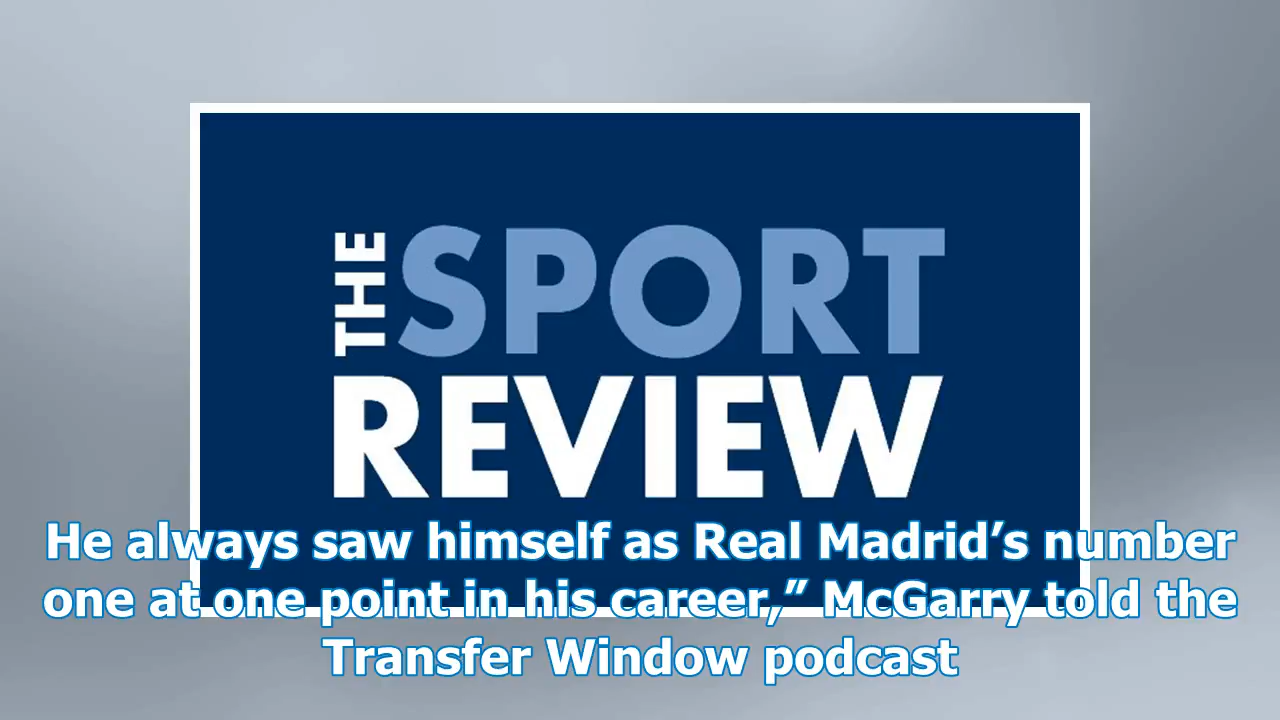 THE SPORT
REVIEW
He always saw himself as Real Madrid’s number
one at one point in his career,” McGarry told the
Transfer Window podcast